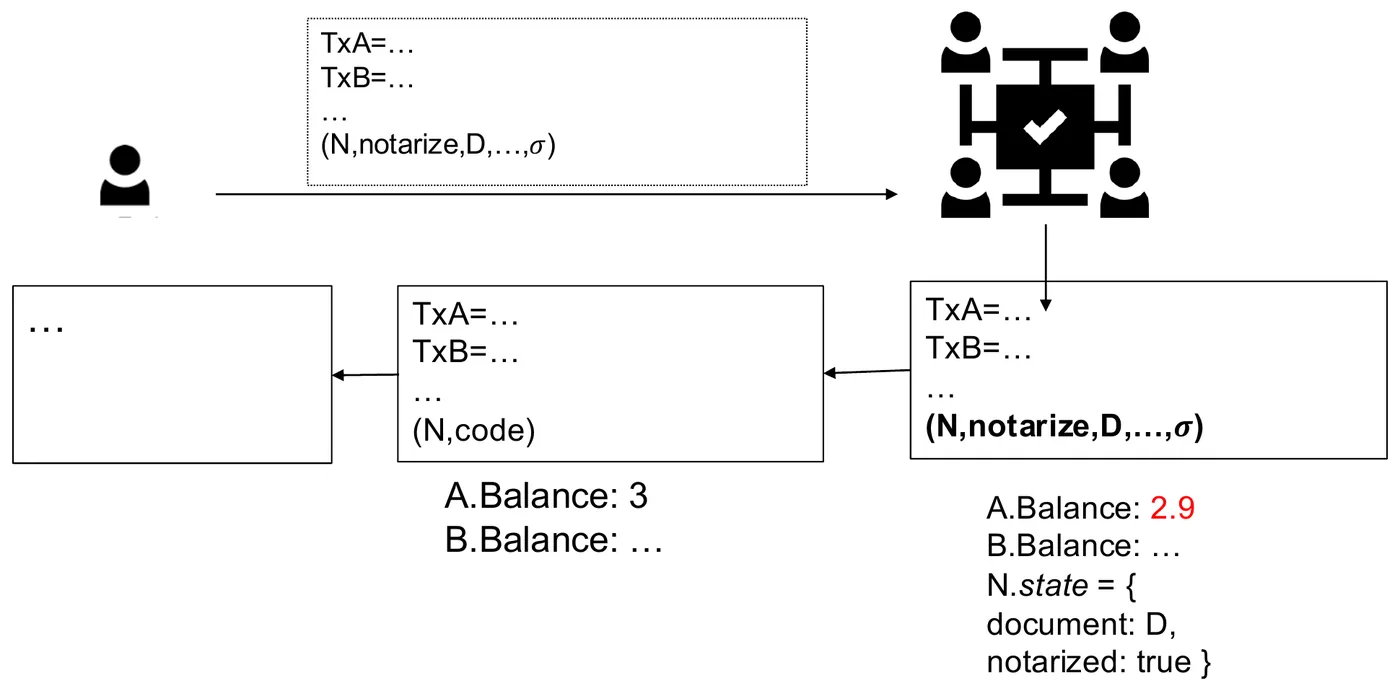 TxA=…
TxB=…
…
(N,notarize,D,…,𝜎)
…
TxA=…
TxB=…
…
(N,code)
A.Balance: 3
B.Balance: …
TxA=…
TxB=…
…
(N,notarize,D,…,𝜎)
A.Balance: 2.9
B.Balance: …
N.state = {
document: D,
notarized: true }